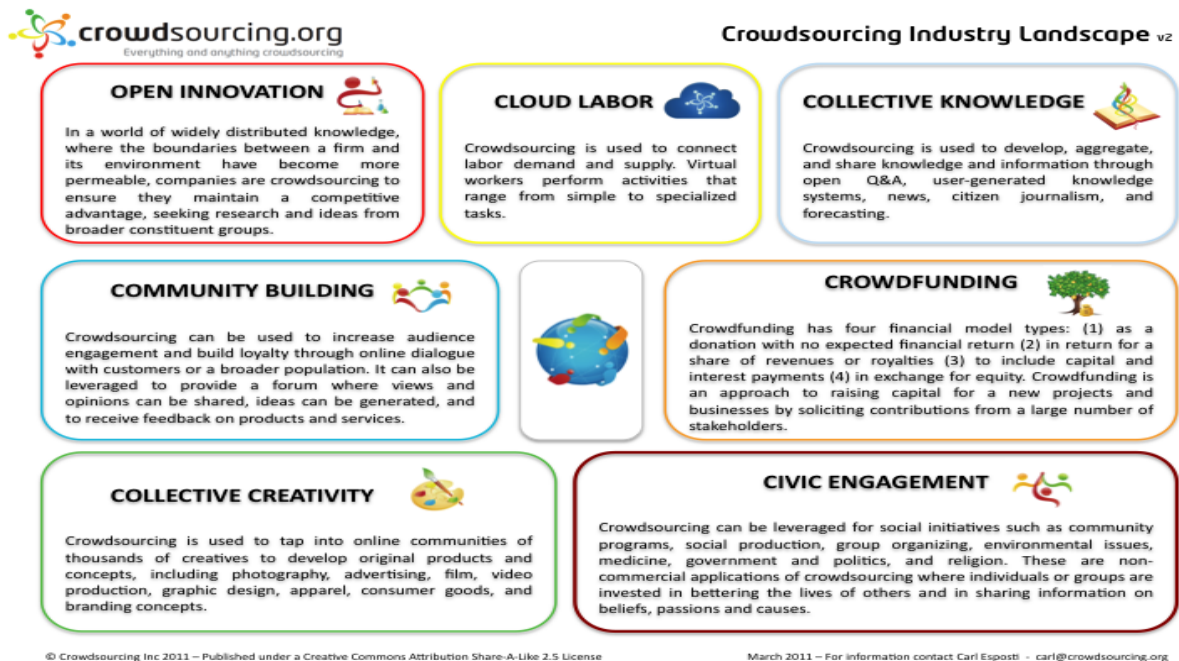 crowdsourcing.org
Everything and anything crowdsourcing
Crowdsourcing Industry Landscape v2
OPEN INNOVATION
In a world of widely distributed knowledge,
where the boundaries between a firm and
its environment have become more
permeable, companies are crowdsourcing to
ensure they maintain a competitive
advantage, seeking research and ideas from
broader constituent groups.
CLOUD LABOR
Crowdsourcing is used to connect
labor demand and supply. Virtual
workers perform activities that
range from simple to specialized
tasks.
COLLECTIVE KNOWLEDGE
Crowdsourcing is used to develop, aggregate,
and share knowledge and information through
open Q&A, user-generated knowledge
systems, news, citizen journalism, and
forecasting.
COMMUNITY BUILDING
Crowdsourcing can be used to increase audience
engagement and build loyalty through online dialogue
with customers or a broader population. It can also be
leveraged to provide a forum where views and
opinions can be shared, ideas can be generated, and
to receive feedback on products and services.
CROWDFUNDING
Crowdfunding has four financial model types: (1) as a
donation with no expected financial return (2) in return for a
share of revenues or royalties (3) to include capital and
interest payments (4) in exchange for equity. Crowdfunding is
an approach to raising capital for a new projects and
businesses by soliciting contributions from a large number of
stakeholders.
COLLECTIVE CREATIVITY
Crowdsourcing is used to tap into online communities of
thousands of creatives to develop original products and
concepts, including photography, advertising, film, video
production, graphic design, apparel, consumer goods, and
branding concepts.
CIVIC ENGAGEMENT
Crowdsourcing can be leveraged for social initiatives such as community
programs, social production, group organizing, environmental issues,
medicine, government and politics, and religion. These are non-
commercial applications of crowdsourcing where individuals or groups are
invested in bettering the lives of others and in sharing information on
beliefs, passions and causes.
© Crowdsourcing Inc 2011 – Published under a Creative Commons Attribution Share-A-Like 2.5 License
March 2011 – For information contact Carl Esposti - carl@crowdsourcing.org